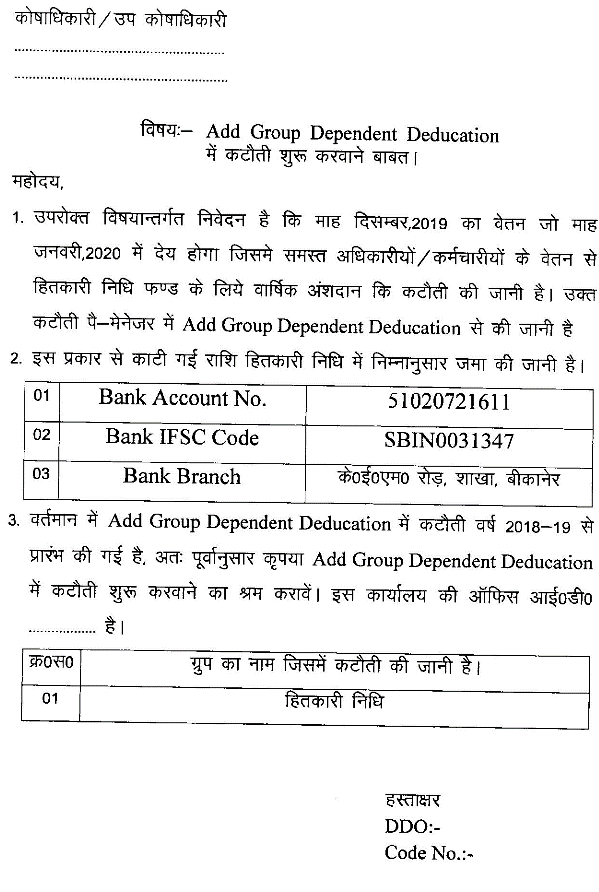 कोषाधिकारी/उप कोषाधिकारी
.......................................................
.......................................................
विषयः– Add Group Dependent Deducation
में कटौती शुरू करवाने बाबत।
महोदय,
1. उपरोक्त विषयान्तर्गत निवेदन है कि माह दिसम्बर,2019 का वेतन जो माह
जनवरी,2020 में देय होगा जिसमे समस्त अधिकारीयों/कर्मचारीयों के वेतन से
हितकारी निधि फण्ड के लिये वार्षिक अंशदान कि कटौती की जानी है। उक्त
कटौती पै–मेनेजर में Add Group Dependent Deducation से की जानी है
2. इस प्रकार से काटी गई राशि हितकारी निधि में निम्नानुसार जमा की जानी है।
01 Bank Account No. 51020721611
02 Bank IFSC Code SBIN0031347
03 Bank Branch के0ई0एम0 रोड़, शाखा, बीकानेर
3. वर्तमान में Add Group Dependent Deducation में कटौती वर्ष 2018–19 से
प्रारंभ की गई है, अतः पूर्वानुसार कृपया Add Group Dependent Deducation
में कटौती शुरू करवाने का श्रम करावें। इस कार्यालय की ऑफिस आई0डी0
................. है।
क्र0स0 ग्रुप का नाम जिसमें कटौती की जानी है।
01 हितकारी निधि
हस्ताक्षर
DDO:-
Code No.:-